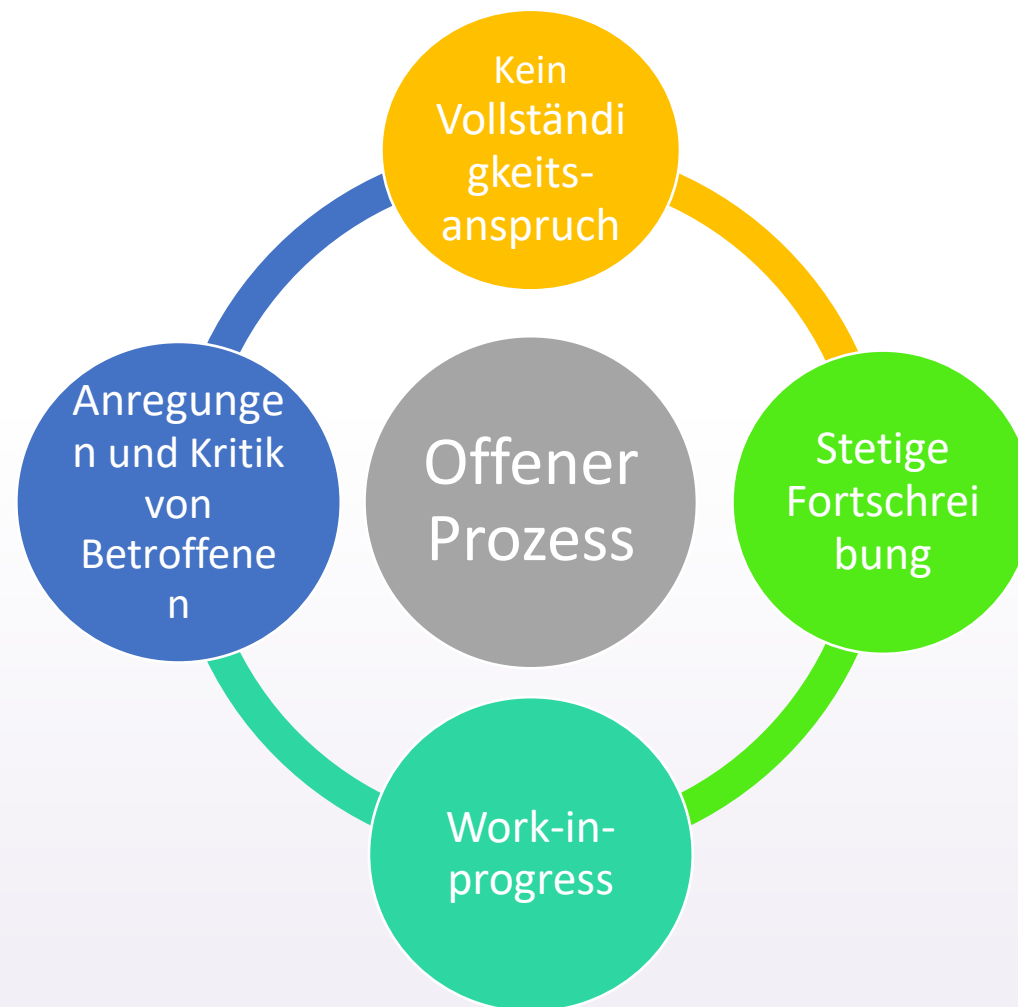 Kein
Vollständi
gkeits-
anspruch
Stetige
Fortschrei
bung
Work-in-
progress
Anregunge
n und Kritik
von
Betroffene
n
Offener
Prozess